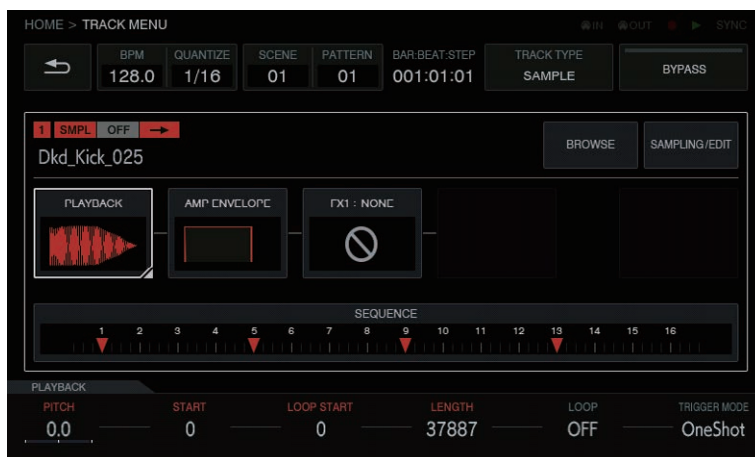 HOME > TRACK MENU
IN OUT SYNC
BPM QUANTIZE SCENE PATTERN BAR:BEAT:STEP TRACK TYPE
128.0 1/16 01 01 001:01:01 SAMPLE BYPASS
1 SMPL OFF
Dkd_Kick_025
BROWSE SAMPLING/EDIT
PLAYBACK AMP ENVELOPE FX1 : NONE
SEQUENCE
1 2 3 4 5 6 7 8 9 10 11 12 13 14 15 16
PLAYBACK
PITCH START LOOP START LENGTH LOOP TRIGGER MODE
0.0 0 0 37887 OFF OneShot